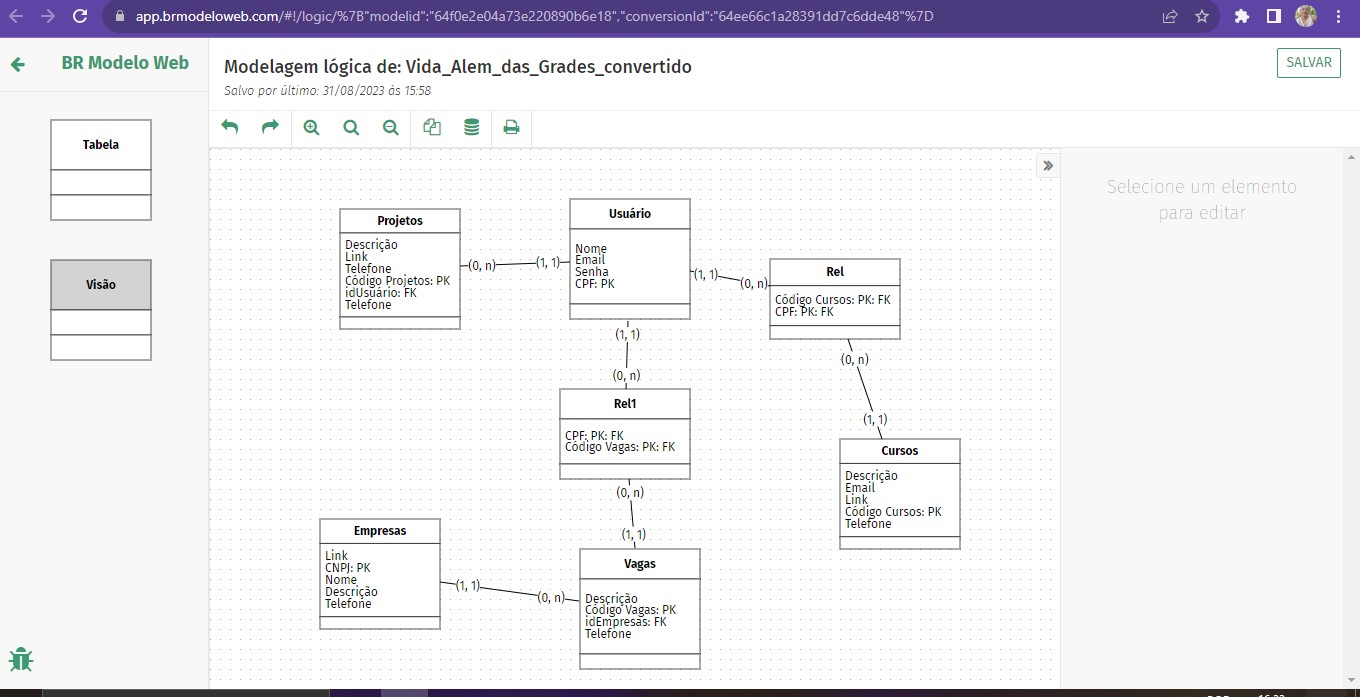 app.brmodeloweb.com/#!/logic/%7B"modelid":"64f0e2e04a73e220890b6e18","conversionId":"64ee66c1a28391dd7c6dde48"%7D
BR Modelo Web
Modelagem lógica de: Vida_Alem_das_Grades_convertido
Salvo por último: 31/08/2023 ás 15:58
SALVAR
Tabela
Visão
Selecione um elemento
para editar
Projetos
Descrição
Link
Telefone
Código Projetos: PK
idUsuário: FK
Telefone
(0, n)
(1, 1)
Usuário
Nome
Email
Senha
CPF: PK
(1, 1)
(0, n)
Rel
Código Cursos: PK: FK
CPF: PK: FK
(1, 1)
(0, n)
(0, n)
(1, 1)
Rel1
CPF: PK: FK
Código Vagas: PK: FK
Cursos
Descrição
Email
Link
Código Cursos: PK
Telefone
(0, n)
(1, 1)
Empresas
Link
CNPJ: PK
Nome
Descrição
Telefone
(1, 1)
(0, n)
Vagas
Descrição
Código Vagas: PK
idEmpresas: FK
Telefone